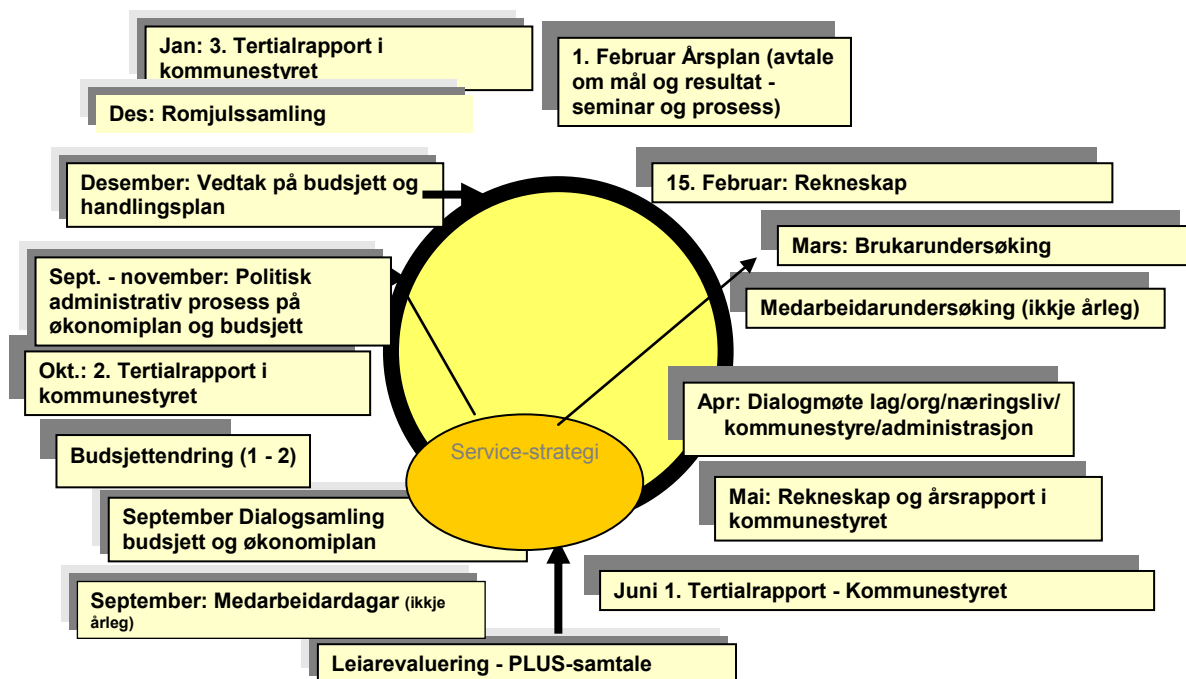 Jan: 3. Tertialrapport i
kommunestyret
1. Februar Årsplan (avtale
om mål og resultat -
seminar og prosess)
Des: Romjulssamling
Desember: Vedtak på budsjett og
handlingsplan
15. Februar: Rekneskap
Mars: Brukarundersøking
Sept. - november: Politisk
administrativ prosess på
økonomiplan og budsjett
Medarbeidarundersøking (ikkje årleg)
Okt.: 2. Tertialrapport i
kommunestyret
Apr: Dialogmøte lag/org/næringsliv/
kommunestyre/administrasjon
Budsjettendring (1 - 2)
Service-strategi
Mai: Rekneskap og årsrapport i
kommunestyret
September Dialogsamling
budsjett og økonomiplan
Juni 1. Tertialrapport - Kommunestyret
September: Medarbeidardagar (ikkje
årleg)
Leiarevaluering - PLUS-samtale